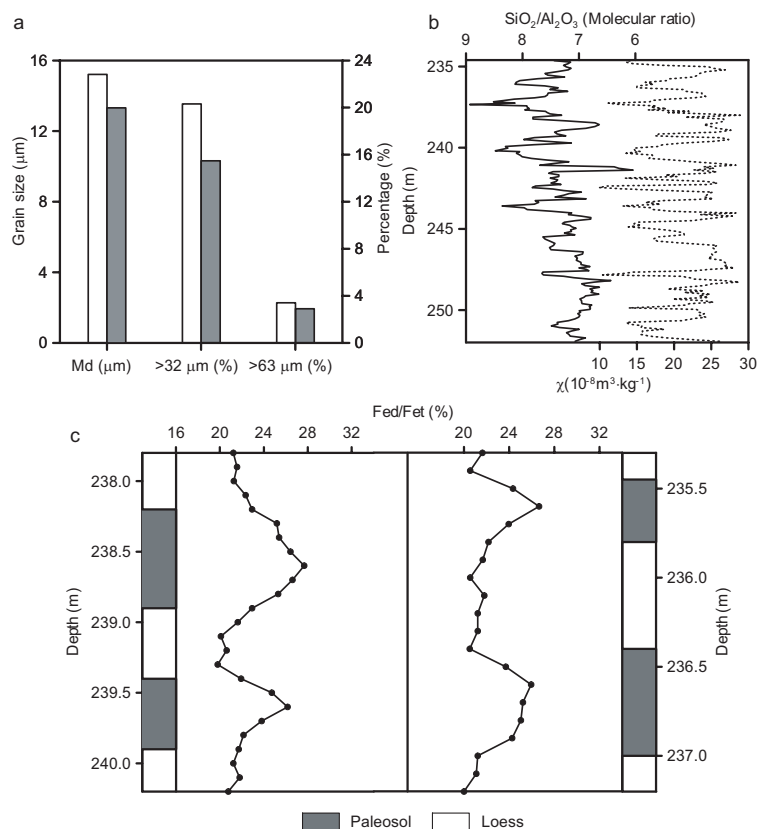 a
16
12
8
4
0
Grain size (μm)
24
20
16
12
8
4
0
Percentage (%)
Md (μm) >32 μm (%) >63 μm (%)
b
SiO2/Al2O3 (Molecular ratio)
9 8 7 6
235
240
245
250
Depth (m)
10 15 20 25 30
χ(10-8m3·kg-1)
c
Fed/Fet (%)
16 20 24 28 32
20 24 28 32
238.0
238.5
239.0
239.5
240.0
Depth (m)
235.5
236.0
236.5
237.0
Depth (m)
Paleosol Loess